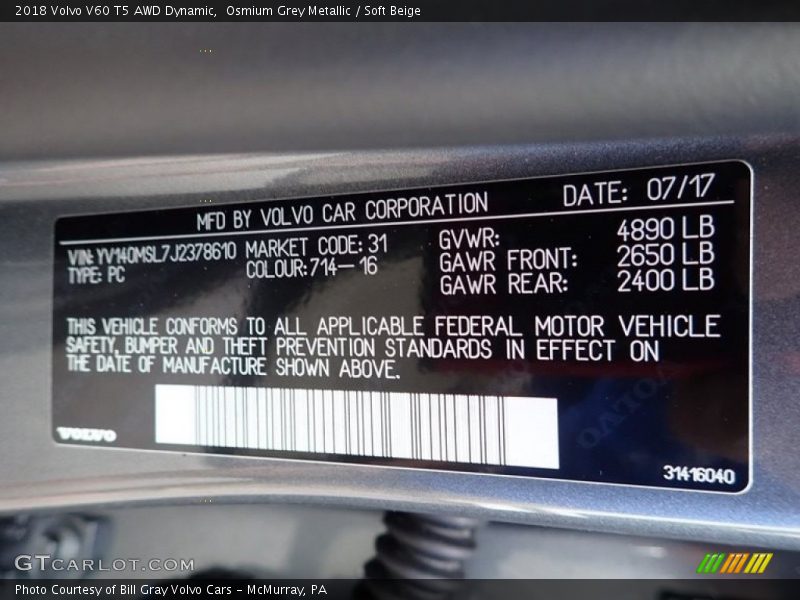 2018 Volvo V60 T5 AWD Dynamic,  Osmium Grey Metallic / Soft Beige
MFD BY VOLVO CAR CORPORATION DATE: 07/17
VIN: YV140MSL7J2378610 MARKET CODE: 31
TYPE: PC COLOUR: 714-16
GVWR: 4890 LB
GAWR FRONT: 2650 LB
GAWR REAR: 2400 LB
THIS VEHICLE CONFORMS TO ALL APPLICABLE FEDERAL MOTOR VEHICLE
SAFETY, BUMPER AND THEFT PREVENTION STANDARDS IN EFFECT ON
THE DATE OF MANUFACTURE SHOWN ABOVE.
VOLVO
31416040
GTCARLOT.COM
Photo Courtesy of Bill Gray Volvo Cars - McMurray, PA